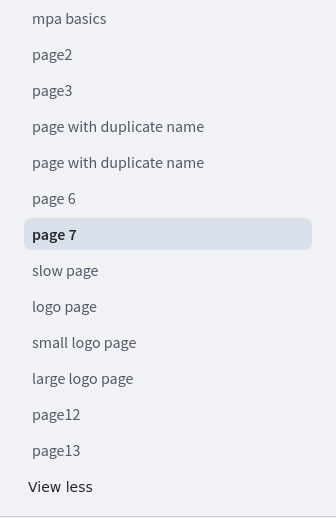 mpa basics
page2
page3
page with duplicate name
page with duplicate name
page 6
page 7
slow page
logo page
small logo page
large logo page
page12
page13
View less